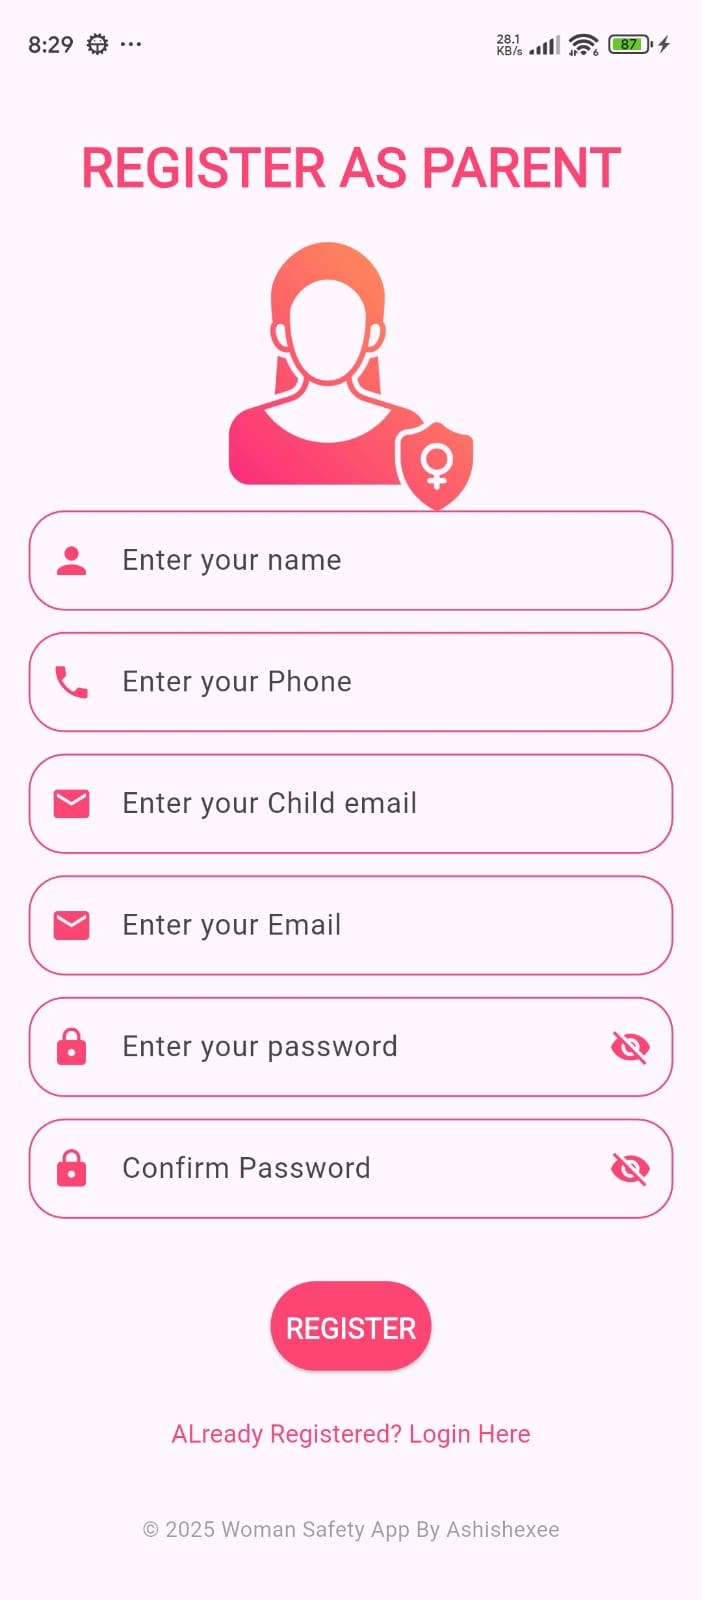 8:29 ... 28.1 KB/s 6 87
REGISTER AS PARENT
Enter your name
Enter your Phone
Enter your Child email
Enter your Email
Enter your password
Confirm Password
REGISTER
ALready Registered? Login Here
© 2025 Woman Safety App By Ashishexee